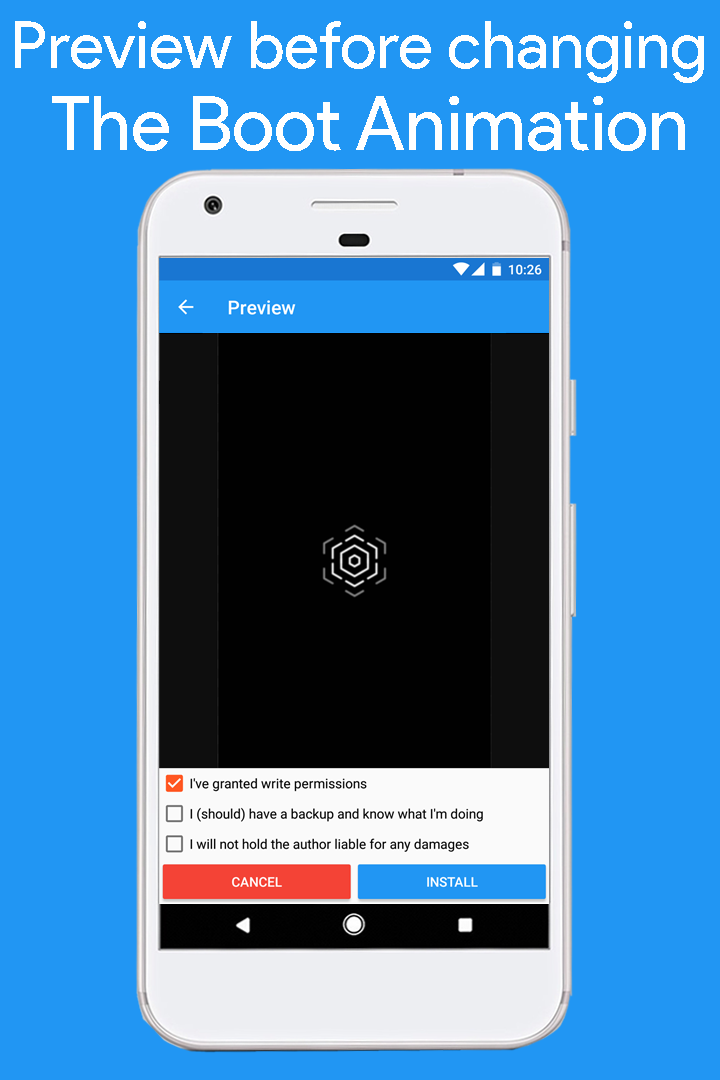 Preview before changing
The Boot Animation
10:26
Preview
I've granted write permissions
I (should) have a backup and know what I'm doing
I will not hold the author liable for any damages
CANCEL
INSTALL